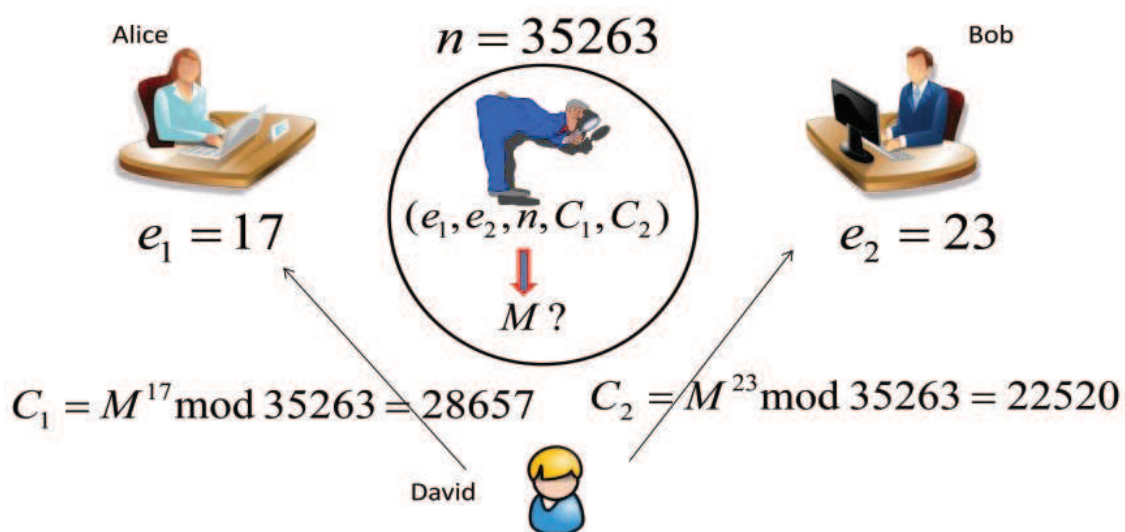 Alice
n = 35263
Bob
(e₁, e₂, n, C₁, C₂)
e₁ = 17
e₂ = 23
M ?
C₁ = M¹⁷ mod 35263 = 28657
C₂ = M²³ mod 35263 = 22520
David